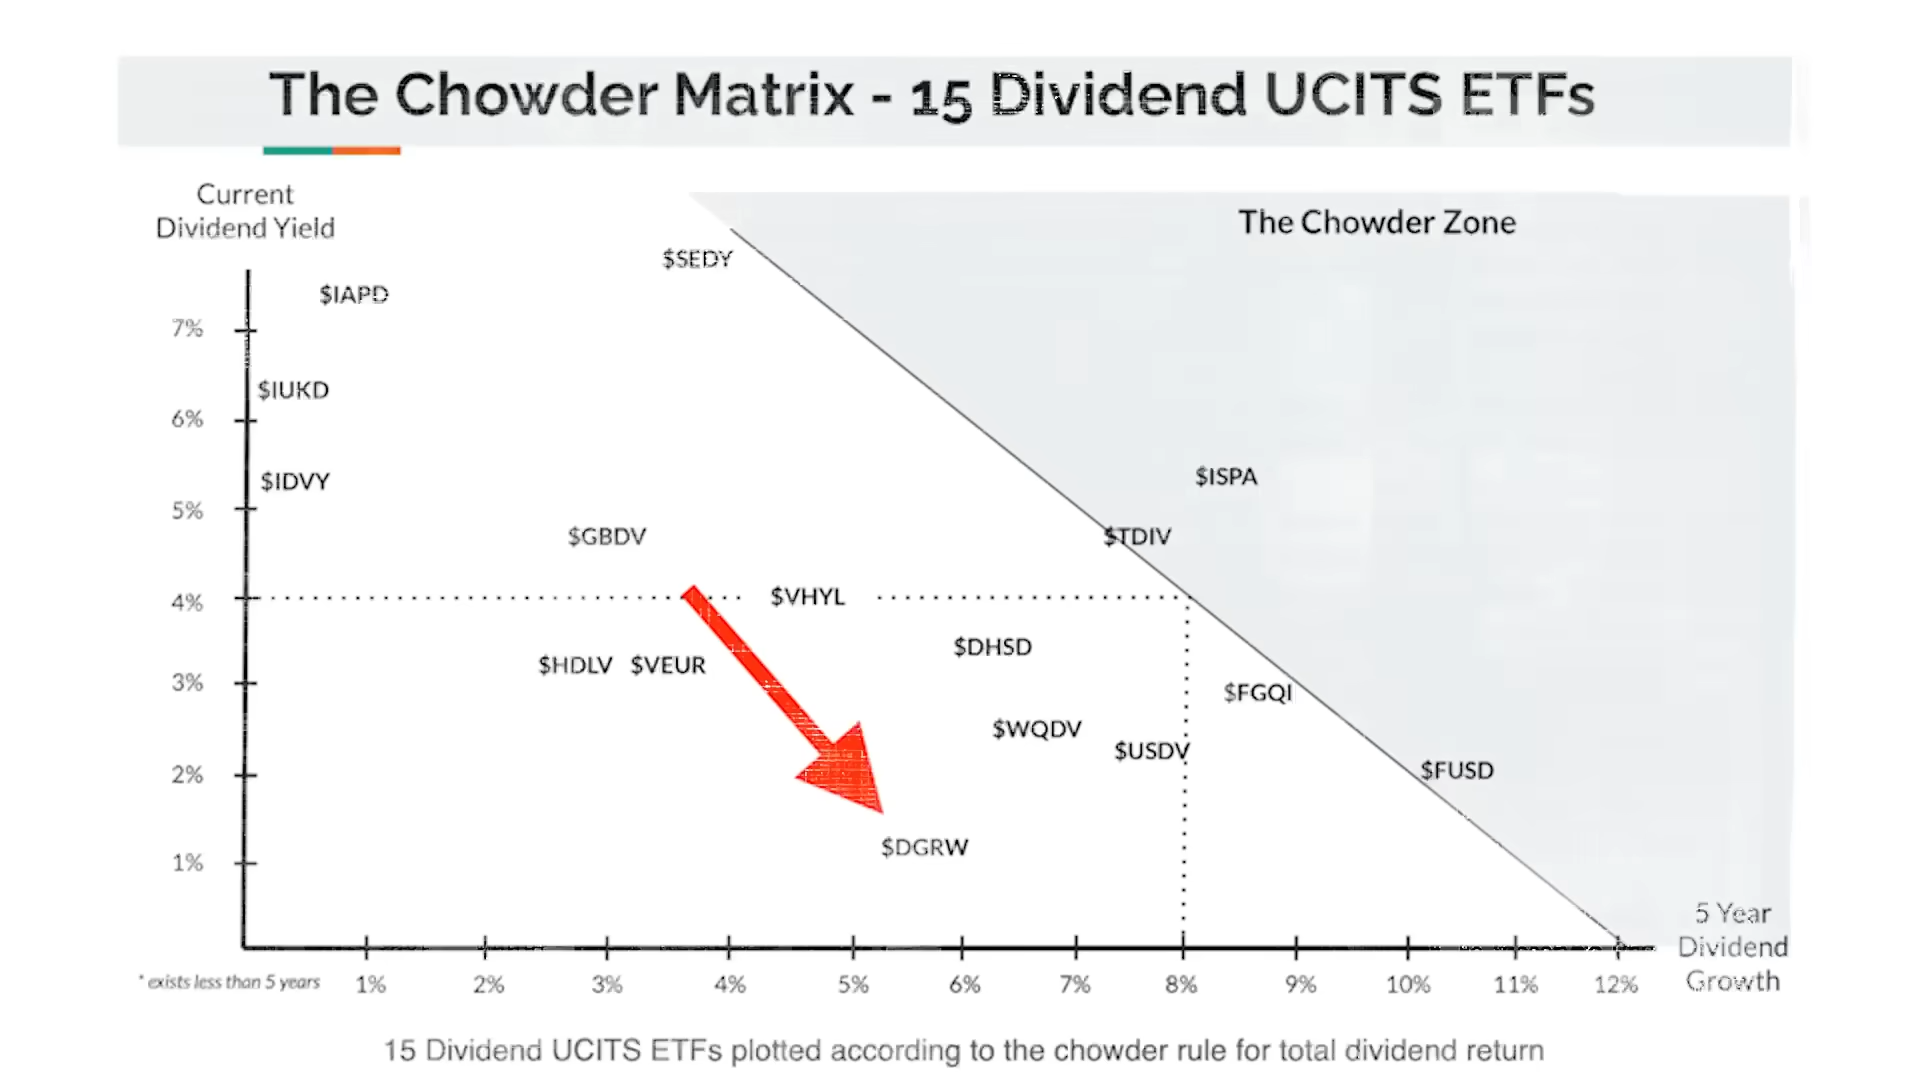 The Chowder Matrix - 15 Dividend UCITS ETFs
Current
Dividend Yield
The Chowder Zone
$SEDY
$IAPD
7%
$IUKD
6%
$IDVY
$ISPA
5%
$GBDV
$TDIV
4%
$VHYL
$DHSD
$HDLV $VEUR
3%
$FGQI
$WQDV
$USDV
2%
$FUSD
$DGRW
1%
5 Year
Dividend
Growth
* exists less than 5 years
1% 2% 3% 4% 5% 6% 7% 8% 9% 10% 11% 12%
15 Dividend UCITS ETFs plotted according to the chowder rule for total dividend return